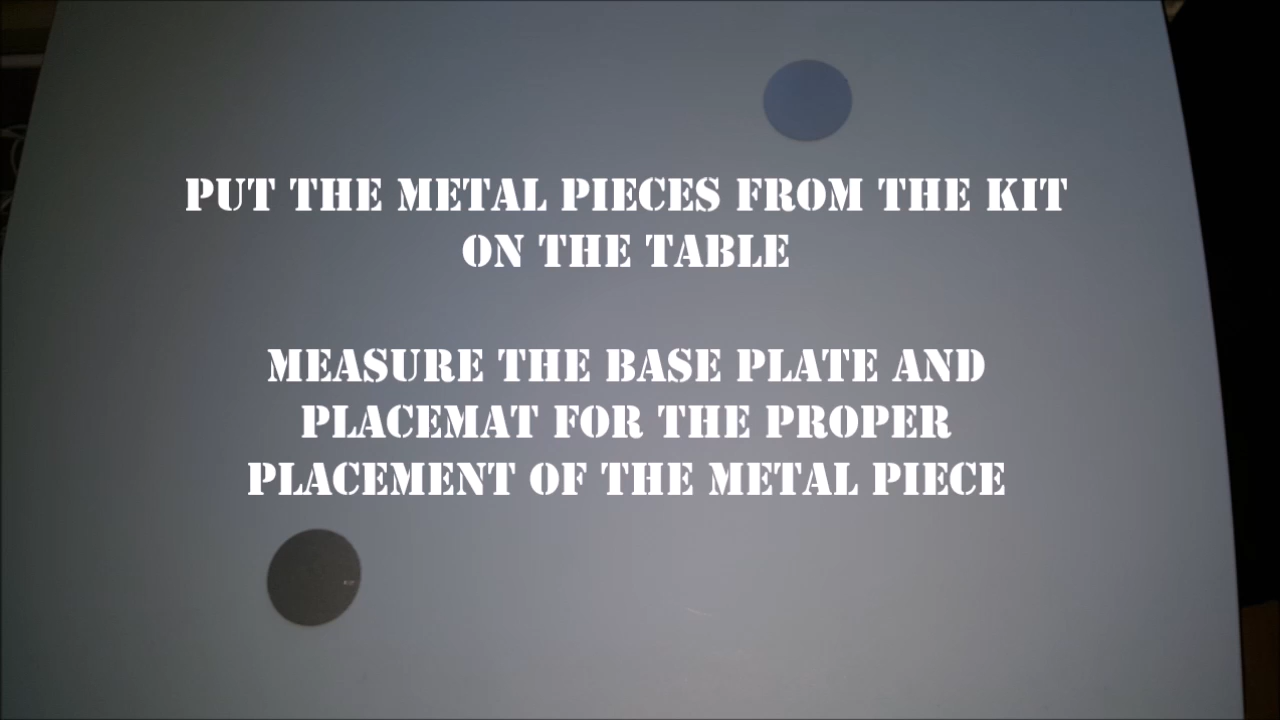 PUT THE METAL PIECES FROM THE KIT
ON THE TABLE
MEASURE THE BASE PLATE AND
PLACEMAT FOR THE PROPER
PLACEMENT OF THE METAL PIECE